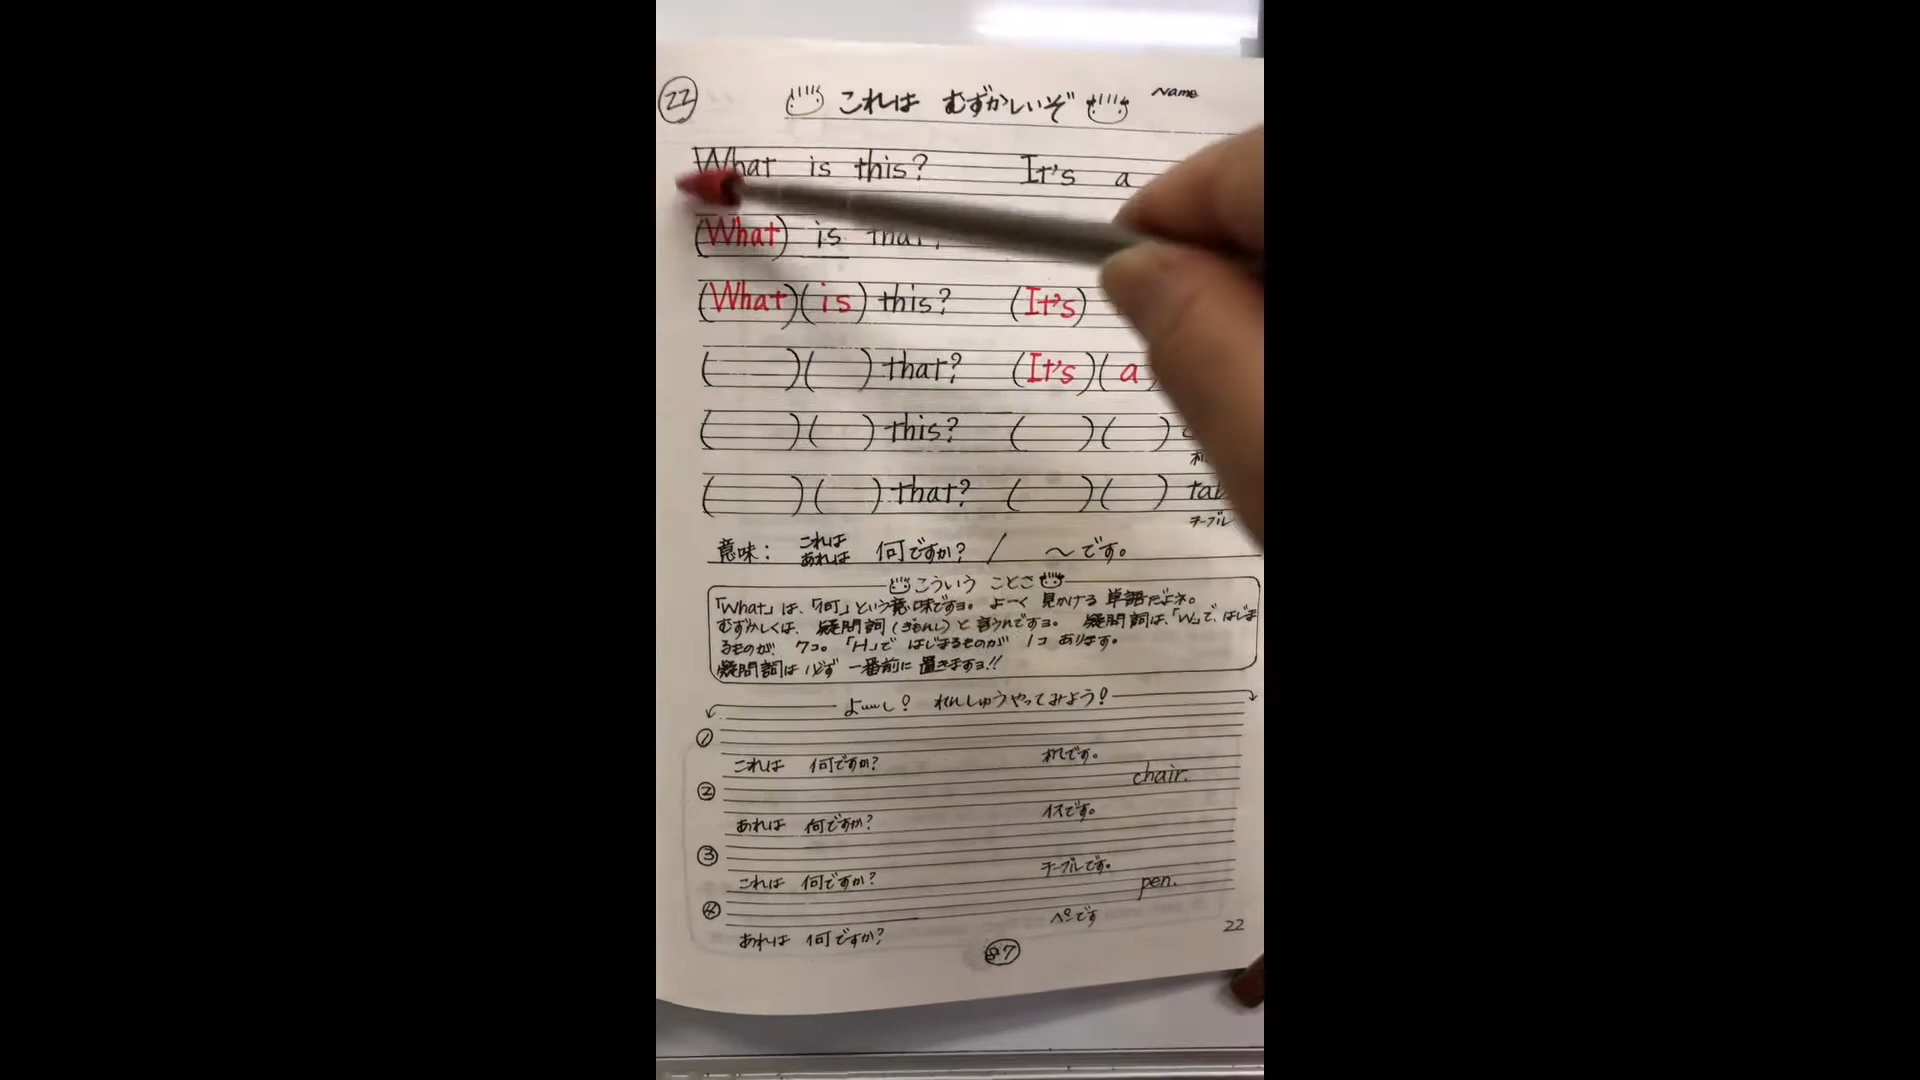 22 これは むずかしいぞ Name
What is this? It's a
(What) is that?
(What)(is) this? (It's)
( )( ) that? (It's)( a )
( )( ) this? ( )( )
机
( )( ) that? ( )( )
テーブル
意味: これは あれは 何ですか? / 〜です。
こういう ことさ
「What」は、「何」という意味ですョ。よーく 見かける 単語だよネ。
むずかしくは、疑問詞(ぎもんし)と言うんですョ。 疑問詞は、「W」で、はじま
るものが 7コ。「H」で はじまるものが 1コ あります。
疑問詞は 必ず 一番前に 置きますョ!!
よーーし! れんしゅうやってみよう!
①
これは 何ですか? 机です。
② chair.
あれは 何ですか? イスです。
③
これは 何ですか? テーブルです。
④ pen.
あれは 何ですか? ペンです
22
87